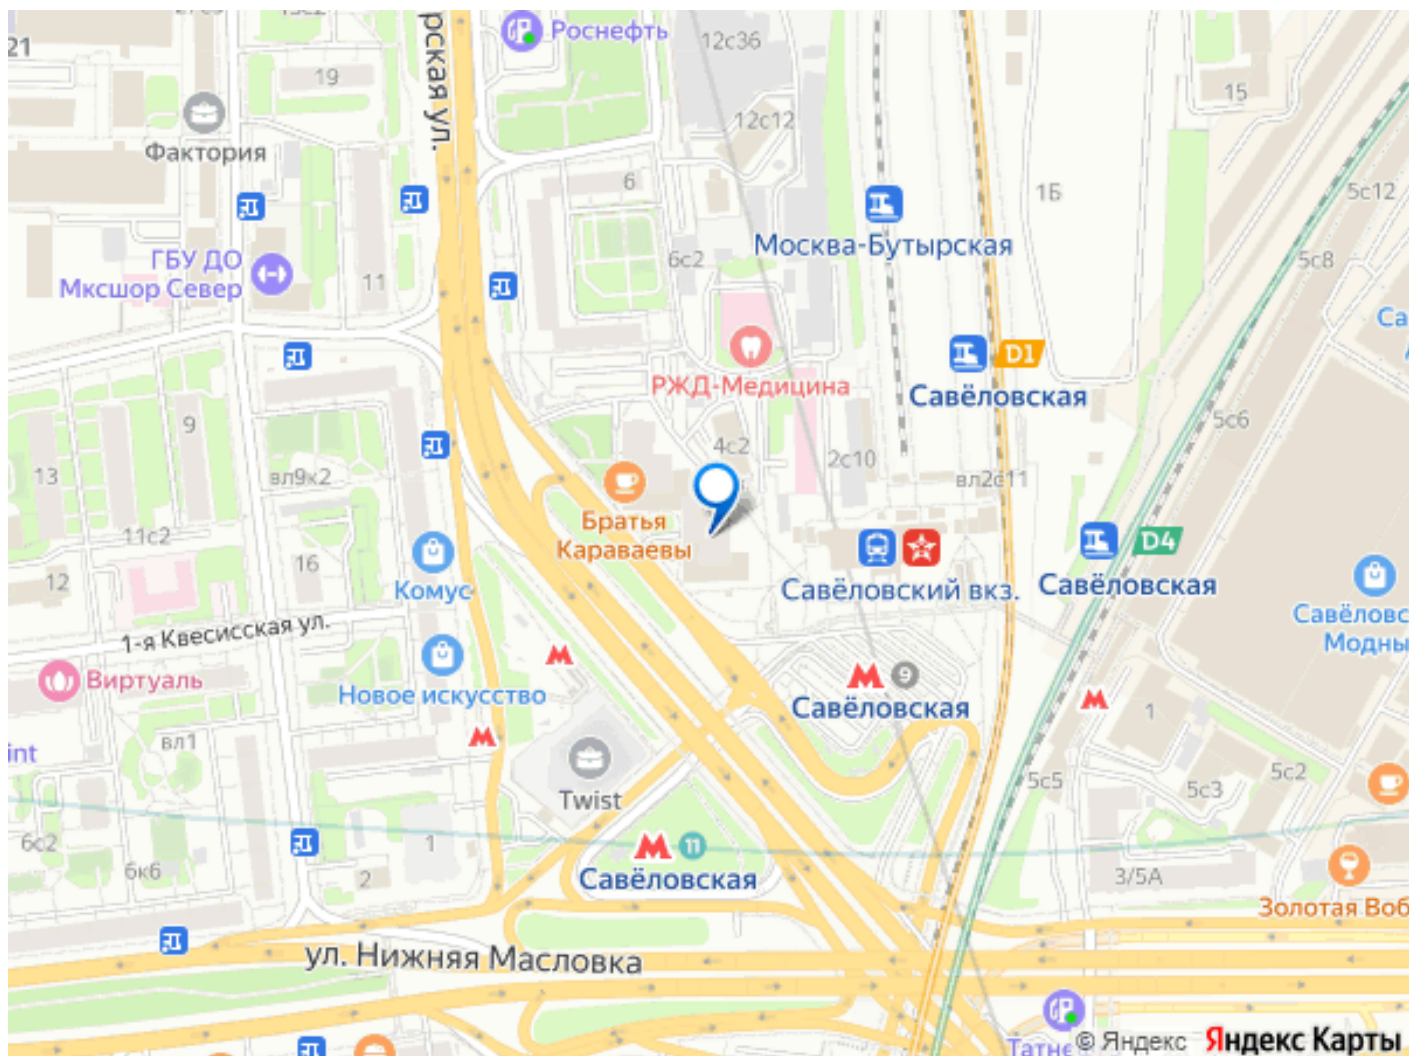 21
19
Фактория
рская ул.
Роснефть
12с36
12с12
15
5с12
5с8
1Б
6
6с2
Москва-Бутырская
ГБУ ДО
Мксшор Север
11
РЖД-Медицина
D1
Савёловская
5с6
9
13
вл9к2
4с2
2с10
вл2с11
Братья
Караваевы
11с2
12
16
Комус
Савёловский вкз.
D4
Савёловская
Савёловс
Модны
1-я Квесисская ул.
Виртуаль
Новое искусство
М
М
М 9
Савёловская
М
1
вл1
int
Twist
5с5
5с3
5с2
6с2
6к6
1
2
М 11
Савёловская
3/5А
Золотая Воб
ул. Нижняя Масловка
Татне
© Яндекс Яндекс Карты